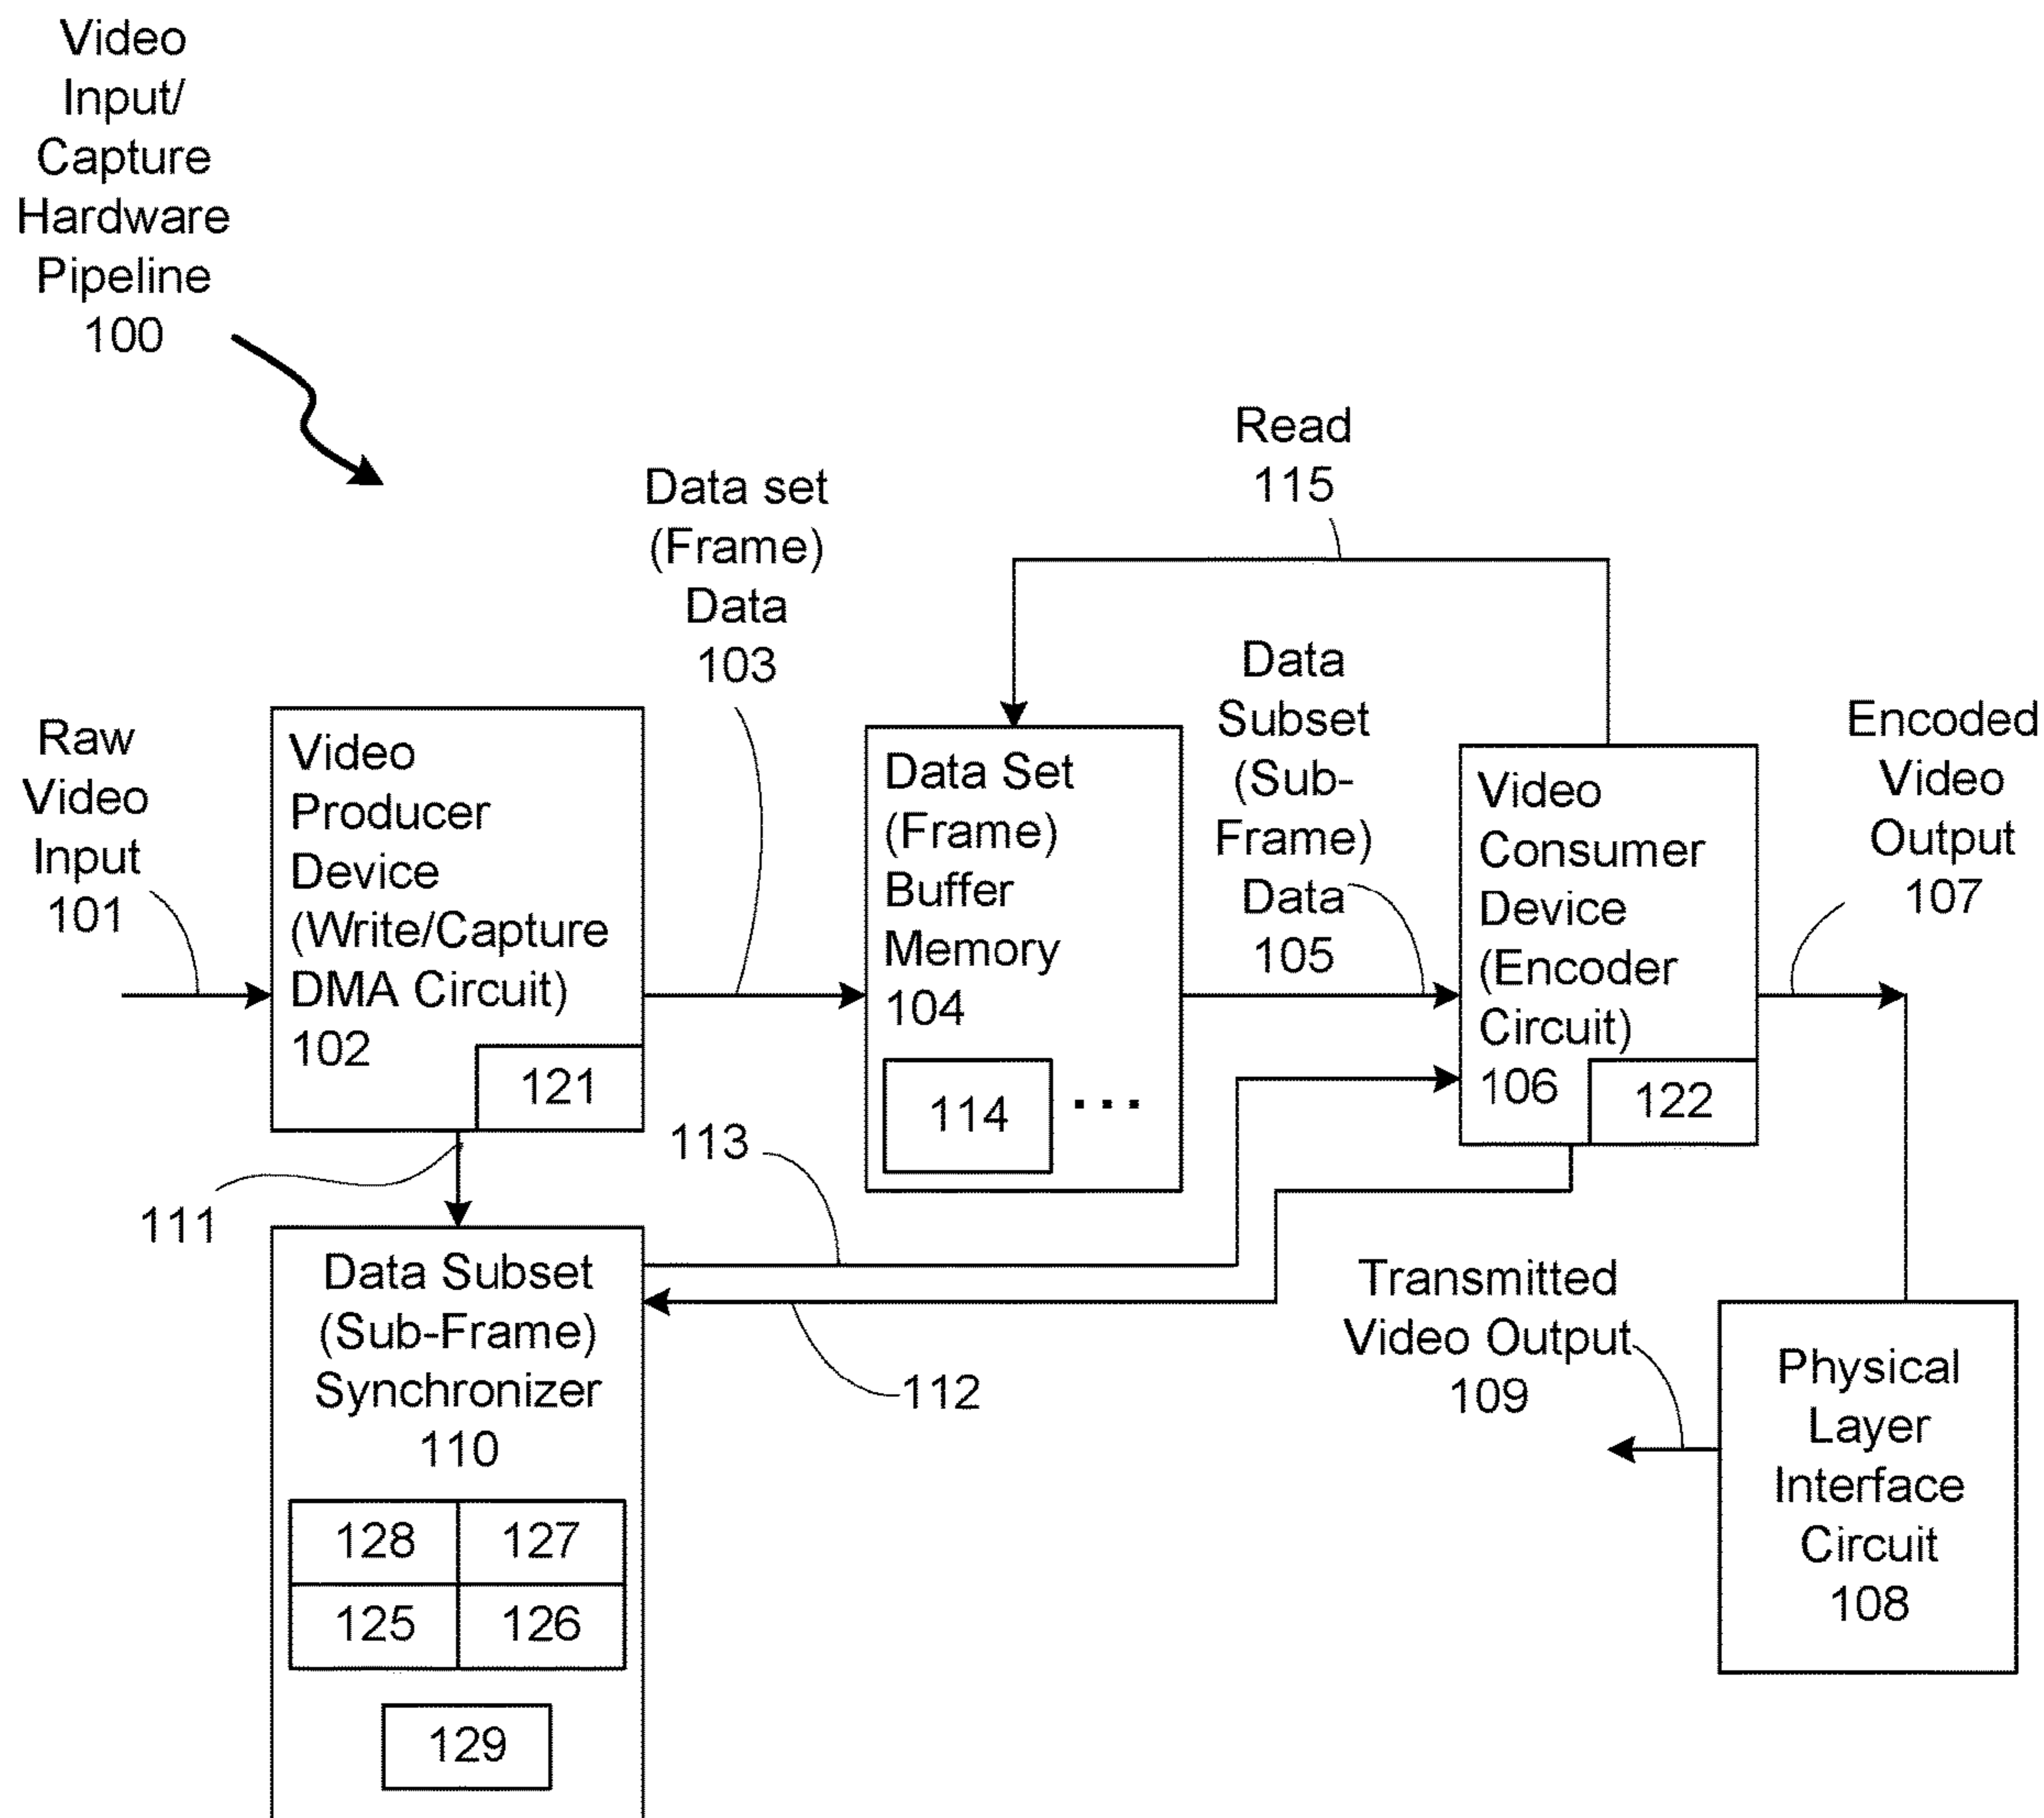 Video
Input/
Capture
Hardware
Pipeline
100
Read
115
Data set
(Frame)
Data
103
Data
Subset
(Sub-
Frame)
Data
105
Raw
Video
Input
101
Video
Producer
Device
(Write/Capture
DMA Circuit)
102
121
Data Set
(Frame)
Buffer
Memory
104
114
...
Video
Consumer
Device
(Encoder
Circuit)
106
122
Encoded
Video
Output
107
111
113
112
Data Subset
(Sub-Frame)
Synchronizer
110
128
127
125
126
129
Transmitted
Video Output
109
Physical
Layer
Interface
Circuit
108